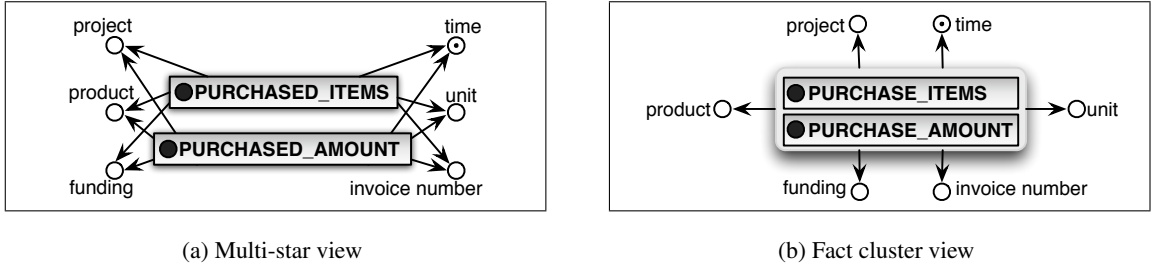 project
time
PURCHASED_ITEMS
product
unit
PURCHASED_AMOUNT
funding
invoice number
(a) Multi-star view
project
time
PURCHASE_ITEMS
product
unit
PURCHASE_AMOUNT
funding
invoice number
(b) Fact cluster view